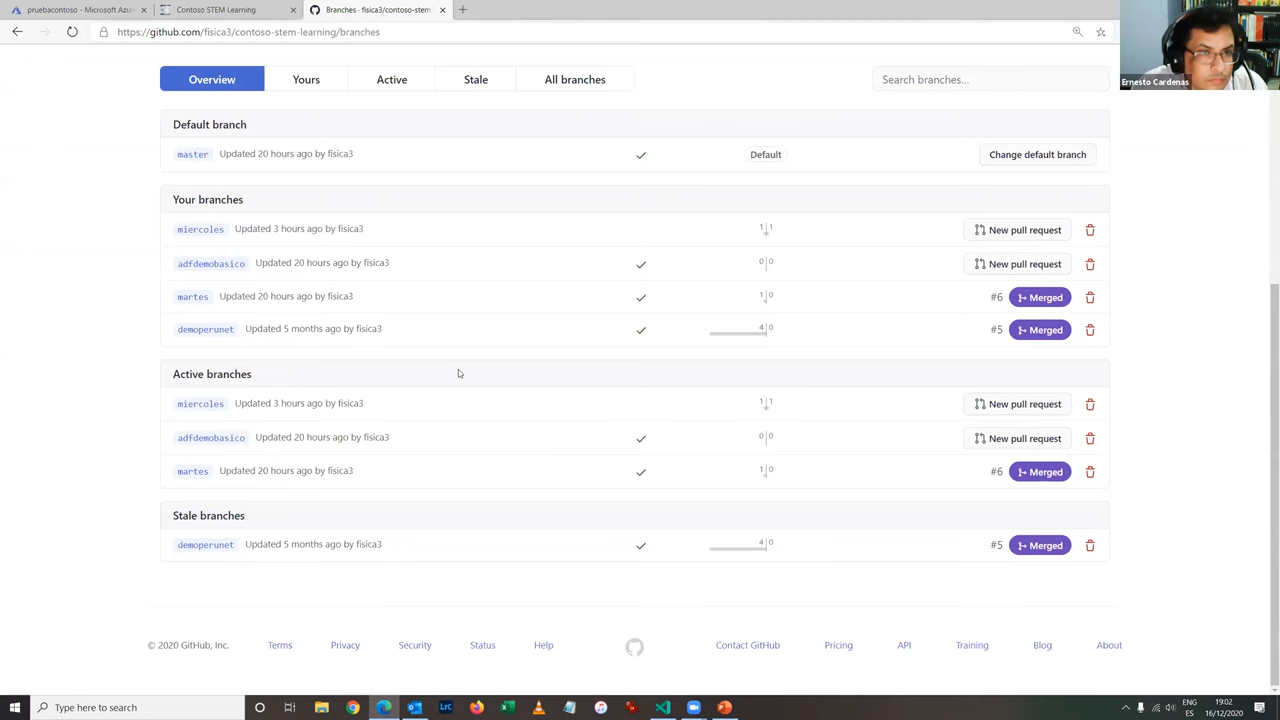 pruebacontoso - Microsoft Azu
Contoso STEM Learning
Branches · fisica3/contoso-stem-
https://github.com/fisica3/contoso-stem-learning/branches
Ernesto Cardenas
Overview
Yours
Active
Stale
All branches
Search branches...
Default branch
master Updated 20 hours ago by fisica3
Default
Change default branch
Your branches
miercoles Updated 3 hours ago by fisica3
1 1
New pull request
adfdemobasico Updated 20 hours ago by fisica3
0 0
New pull request
martes Updated 20 hours ago by fisica3
1 0
#6 Merged
demoperunet Updated 5 months ago by fisica3
4 0
#5 Merged
Active branches
miercoles Updated 3 hours ago by fisica3
1 1
New pull request
adfdemobasico Updated 20 hours ago by fisica3
0 0
New pull request
martes Updated 20 hours ago by fisica3
1 0
#6 Merged
Stale branches
demoperunet Updated 5 months ago by fisica3
4 0
#5 Merged
© 2020 GitHub, Inc.
Terms
Privacy
Security
Status
Help
Contact GitHub
Pricing
API
Training
Blog
About
Type here to search
LrC
ENG
ES
19:02
16/12/2020